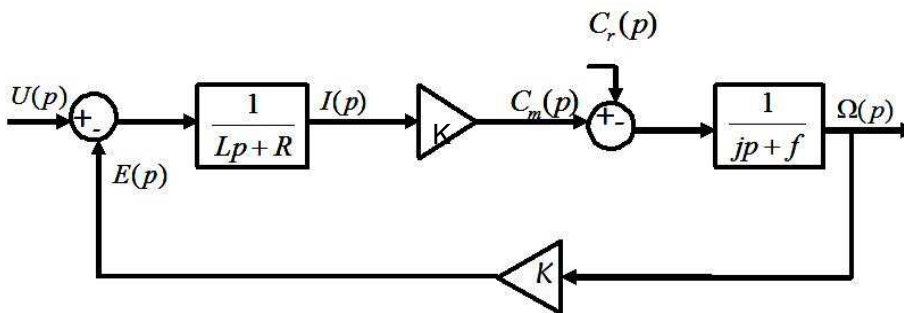 C_r(p)
U(p)
+
-
1
Lp + R
I(p)
K
C_m(p)
+
-
1
jp + f
Ω(p)
E(p)
K